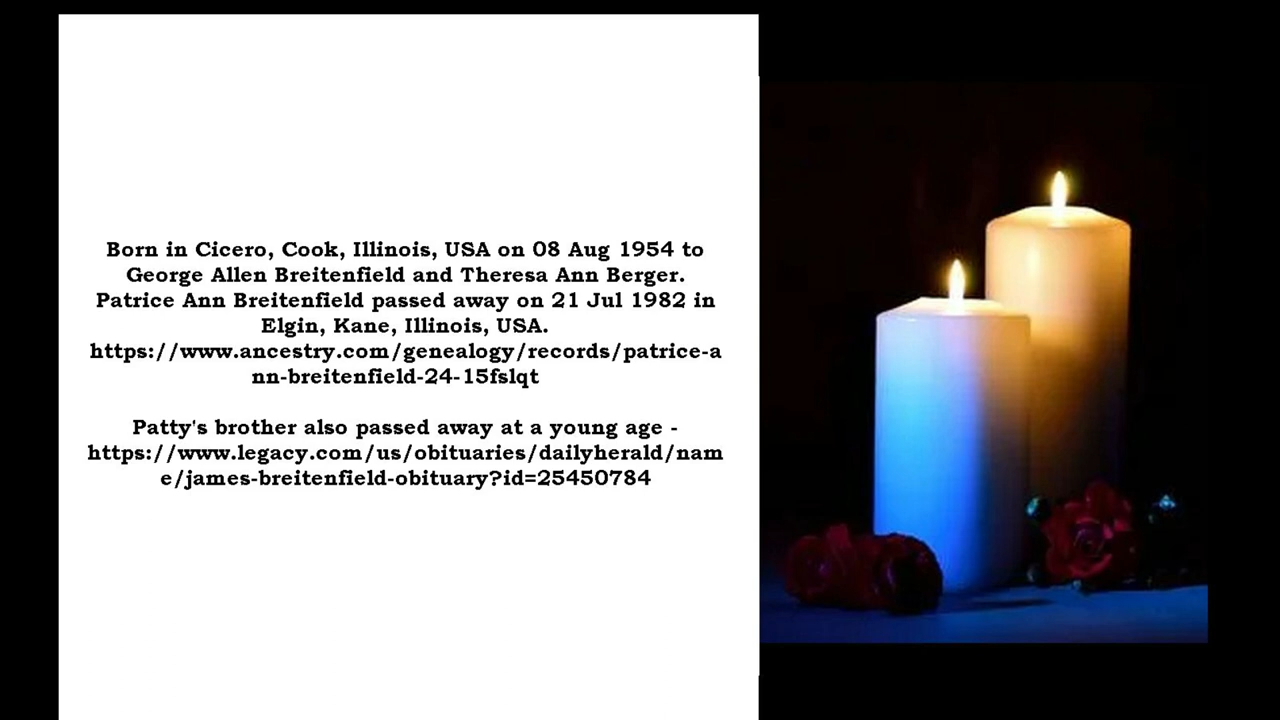 Born in Cicero, Cook, Illinois, USA on 08 Aug 1954 to
George Allen Breitenfield and Theresa Ann Berger.
Patrice Ann Breitenfield passed away on 21 Jul 1982 in
Elgin, Kane, Illinois, USA.
https://www.ancestry.com/genealogy/records/patrice-a
nn-breitenfield-24-15fslqt
Patty's brother also passed away at a young age -
https://www.legacy.com/us/obituaries/dailyherald/nam
e/james-breitenfield-obituary?id=25450784